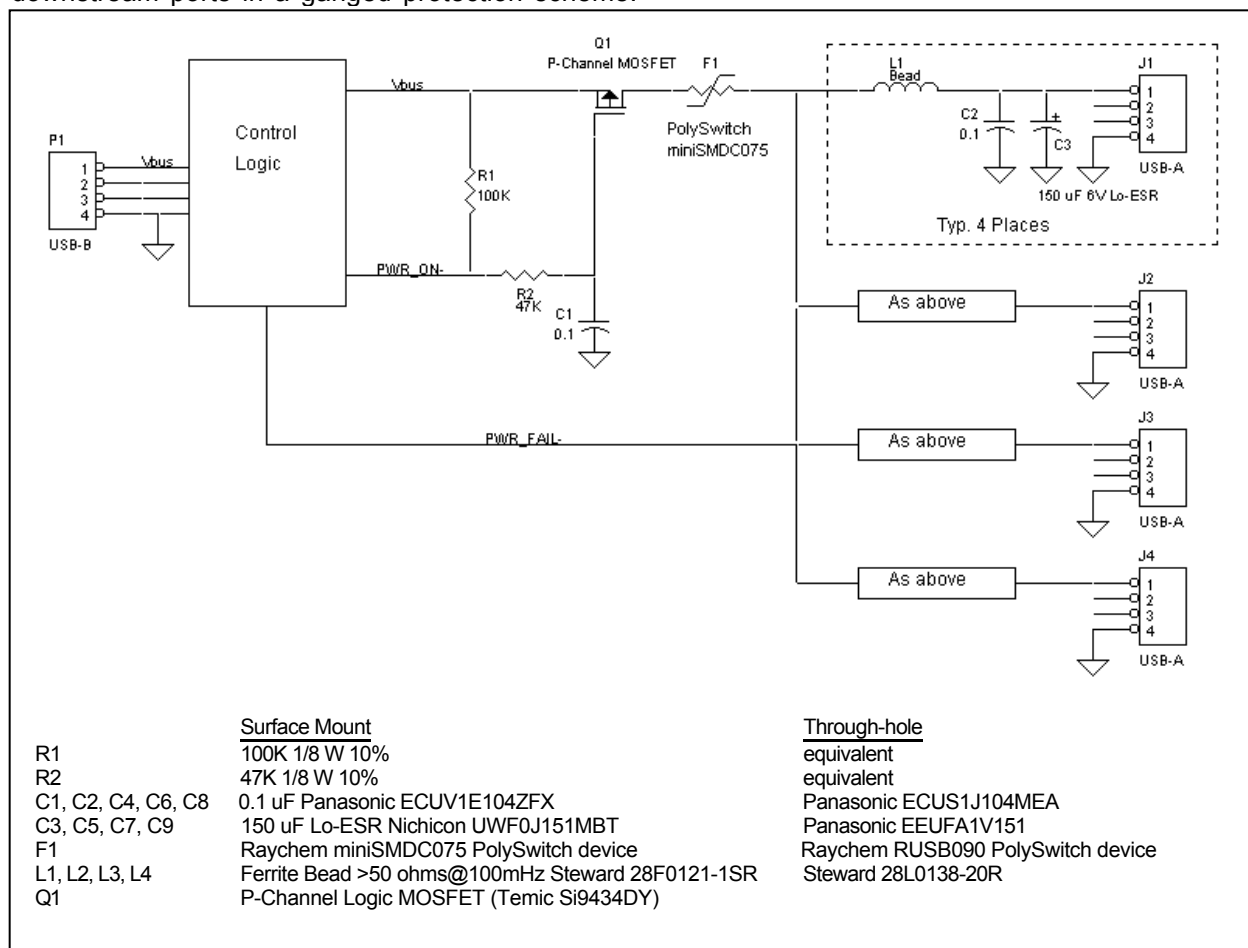 downstream ports in a ganged protection scheme.
Q1
P-Channel MOSFET
F1
PolySwitch
miniSMDC075
L1
Bead
J1
1
2
3
4
USB-A
C2
0.1
+
C3
150 uF 6V Lo-ESR
Typ. 4 Places
Vbus
Control
Logic
P1
Vbus
1
2
3
4
USB-B
R1
100K
PWR_ON-
R2
47K
C1
0.1
PWR_FAIL-
As above
J2
1
2
3
4
USB-A
As above
J3
1
2
3
4
USB-A
As above
J4
1
2
3
4
USB-A
Surface Mount Through-hole
R1 100K 1/8 W 10% equivalent
R2 47K 1/8 W 10% equivalent
C1, C2, C4, C6, C8 0.1 uF Panasonic ECUV1E104ZFX Panasonic ECUS1J104MEA
C3, C5, C7, C9 150 uF Lo-ESR Nichicon UWF0J151MBT Panasonic EEUFA1V151
F1 Raychem miniSMDC075 PolySwitch device Raychem RUSB090 PolySwitch device
L1, L2, L3, L4 Ferrite Bead >50 ohms@100mHz Steward 28F0121-1SR Steward 28L0138-20R
Q1 P-Channel Logic MOSFET (Temic Si9434DY)